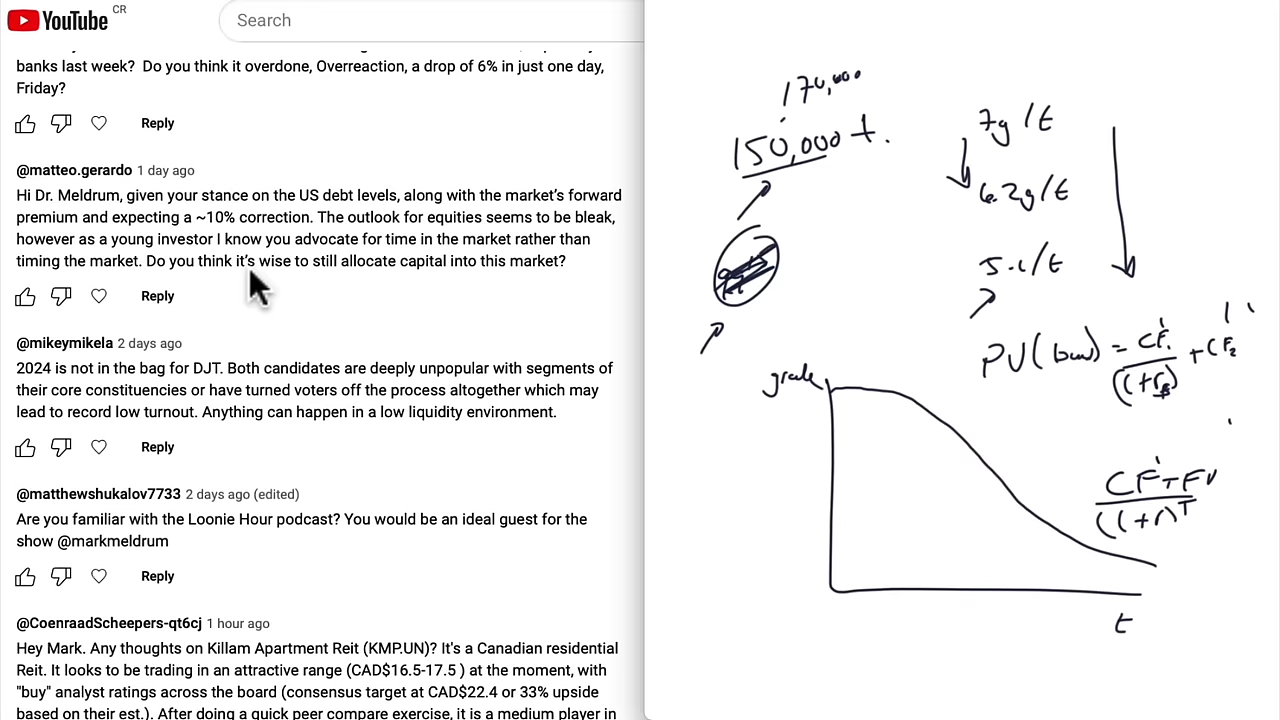 YouTube CR
Search
banks last week? Do you think it overdone, Overreaction, a drop of 6% in just one day,
Friday?
Reply
@matteo.gerardo 1 day ago
Hi Dr. Meldrum, given your stance on the US debt levels, along with the market's forward
premium and expecting a ~10% correction. The outlook for equities seems to be bleak,
however as a young investor I know you advocate for time in the market rather than
timing the market. Do you think it's wise to still allocate capital into this market?
Reply
@mikeymikela 2 days ago
2024 is not in the bag for DJT. Both candidates are deeply unpopular with segments of
their core constituencies or have turned voters off the process altogether which may
lead to record low turnout. Anything can happen in a low liquidity environment.
Reply
@matthewshukalov7733 2 days ago (edited)
Are you familiar with the Loonie Hour podcast? You would be an ideal guest for the
show @markmeldrum
Reply
@CoenraadScheepers-qt6cj 1 hour ago
Hey Mark. Any thoughts on Killam Apartment Reit (KMP.UN)? It's a Canadian residential
Reit. It looks to be trading in an attractive range (CAD$16.5-17.5 ) at the moment, with
"buy" analyst ratings across the board (consensus target at CAD$22.4 or 33% upside
based on their est.). After doing a quick peer compare exercise, it is a medium player in
170,000
150,000 t.
7g/t
6.2g/t
grade
t